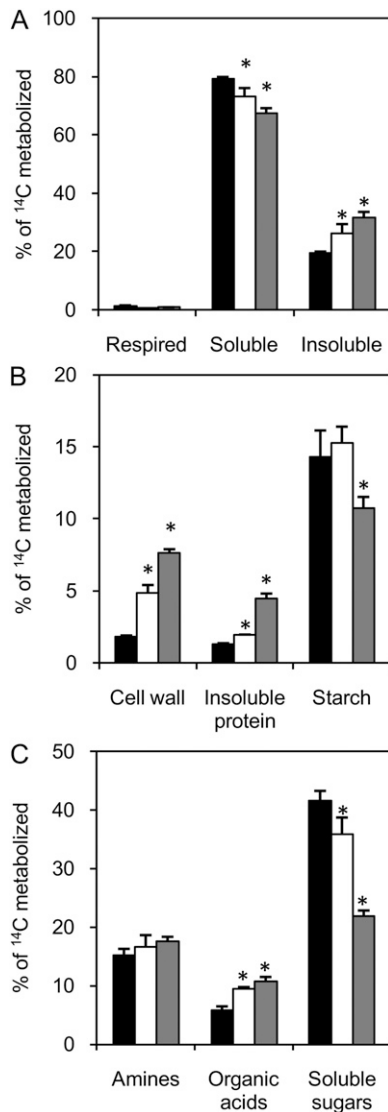 A
% of ¹⁴C metabolized
100
80
60
40
20
0
*
*
*
*
Respired
Soluble
Insoluble
B
% of ¹⁴C metabolized
20
15
10
5
0
*
*
*
*
*
Cell wall
Insoluble
protein
Starch
C
% of ¹⁴C metabolized
50
40
30
20
10
0
*
*
*
*
Amines
Organic
acids
Soluble
sugars